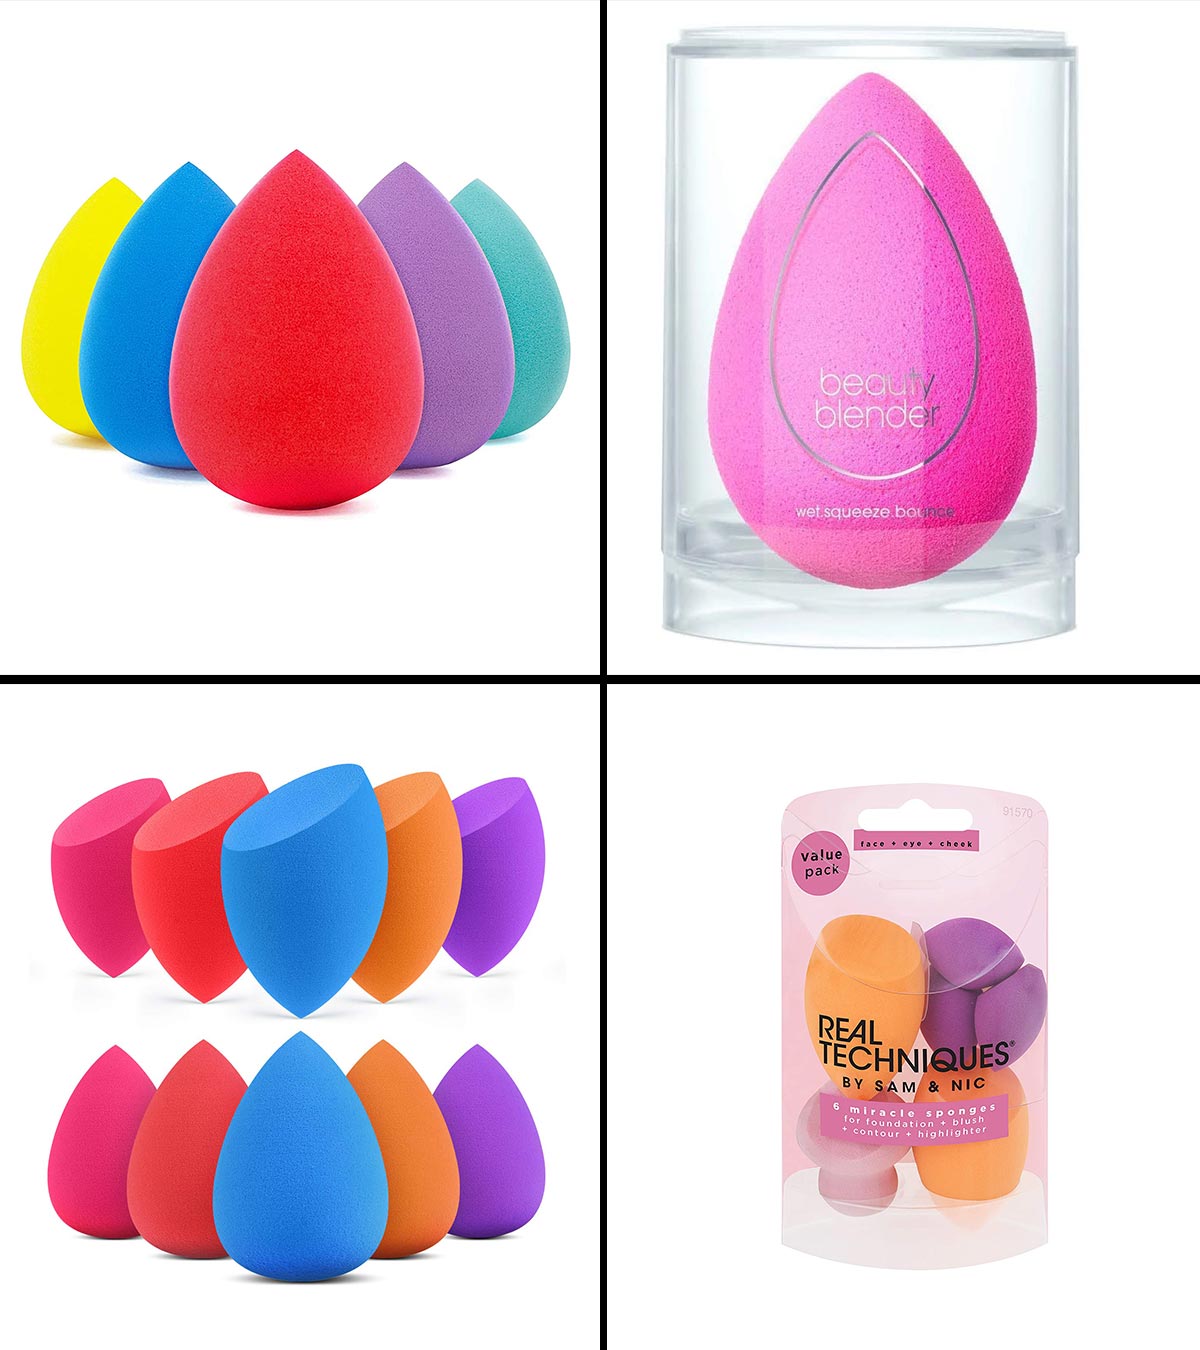 beauty
blender
wet.squeeze.bounce
91570
face + eye + cheek
value
pack
REAL
TECHNIQUES®
BY SAM & NIC
6 miracle sponges
for foundation + blush
+ contour + highlighter